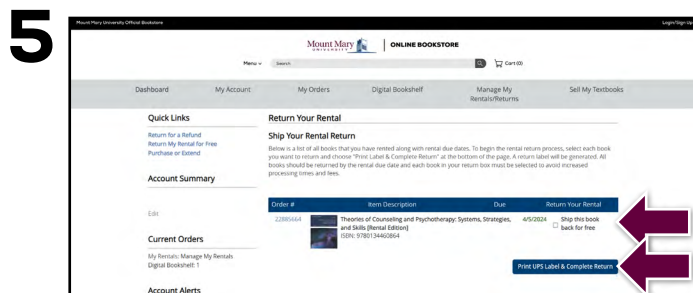 5
Mount Mary University Official Bookstore
Login/Sign Up
Mount Mary
UNIVERSITY
ONLINE BOOKSTORE
Menu
Search
Cart (0)
Dashboard
My Account
My Orders
Digital Bookshelf
Manage My
Rentals/Returns
Sell My Textbooks
Quick Links
Return for a Refund
Return My Rental for Free
Purchase or Extend
Account Summary
Edit
Current Orders
My Rentals: Manage My Rentals
Digital Bookshelf: 1
Account Alerts
Return Your Rental
Ship Your Rental Return
Below is a list of all books that you have rented along with rental due dates. To begin the rental return process, select each book
you want to return and choose "Print Label & Complete Return" at the bottom of the page. A return label will be generated. All
books should be returned by the rental due date and each book in your return box must be selected to avoid increased
processing times and fees.
Order #
Item Description
Due
Return Your Rental
22885664
Theories of Counseling and Psychotherapy: Systems, Strategies,
and Skills [Rental Edition]
ISBN: 9780134460864
4/5/2024
Ship this book
back for free
Print UPS Label & Complete Return